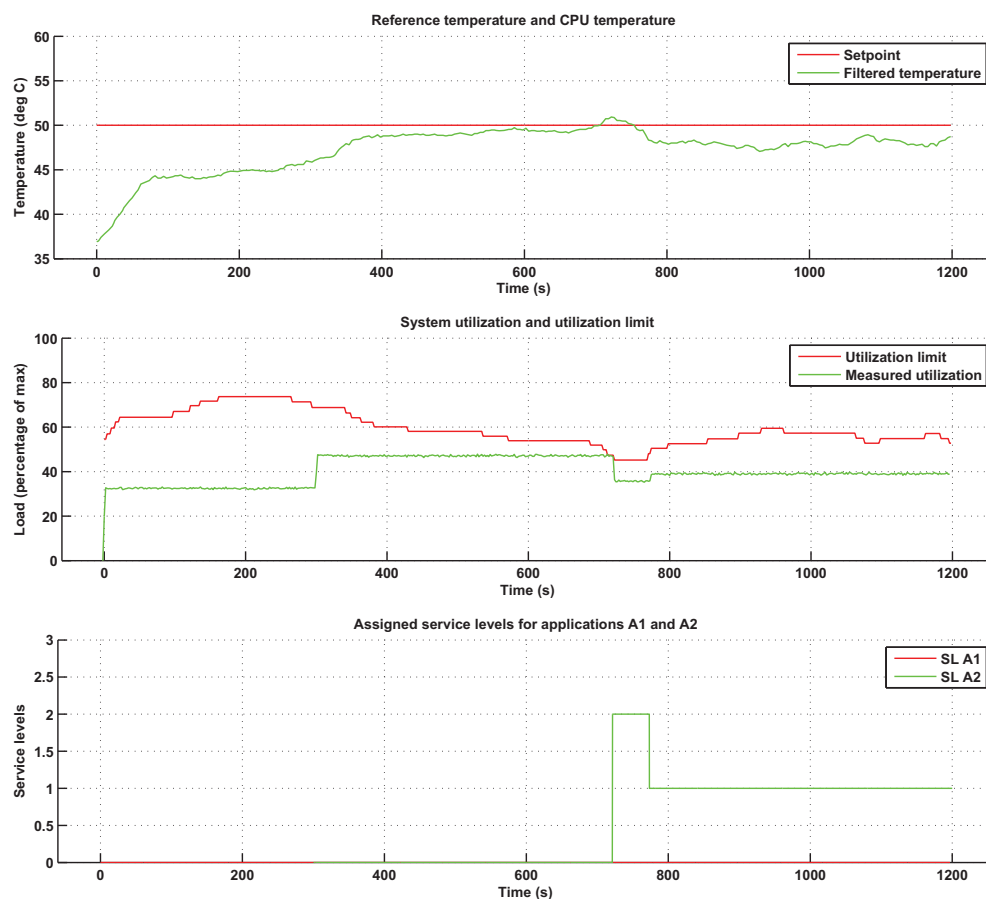 Reference temperature and CPU temperature
60
55
50
45
40
35
Temperature (deg C)
Setpoint
Filtered temperature
0 200 400 600 800 1000 1200
Time (s)
System utilization and utilization limit
100
80
60
40
20
0
Load (percentage of max)
Utilization limit
Measured utilization
0 200 400 600 800 1000 1200
Time (s)
Assigned service levels for applications A1 and A2
3
2.5
2
1.5
1
0.5
0
Service levels
SL A1
SL A2
0 200 400 600 800 1000 1200
Time (s)